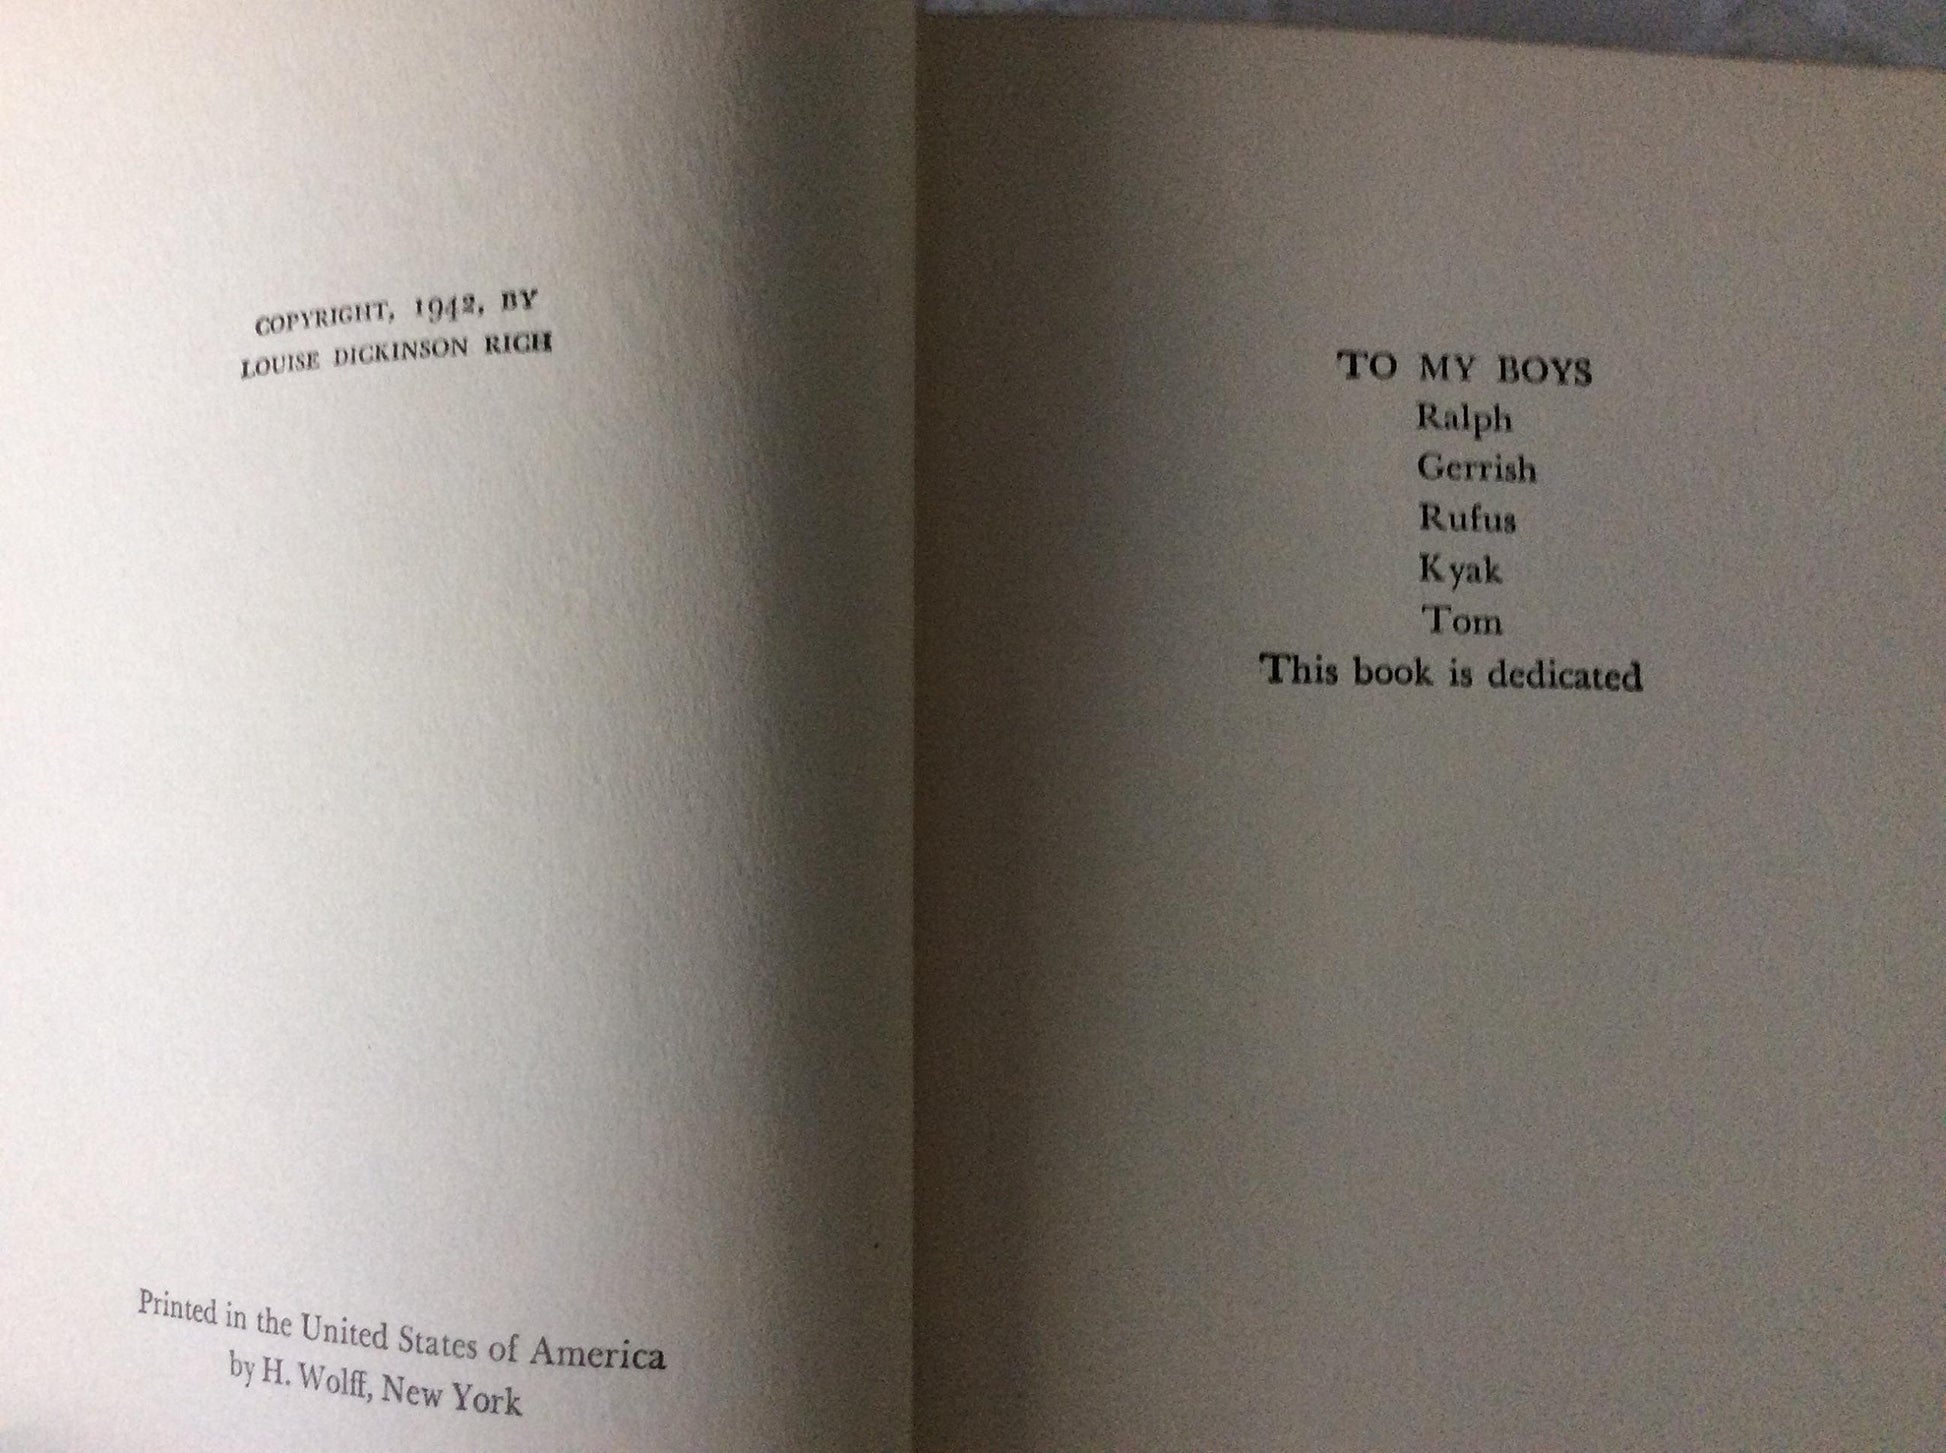 COPYRIGHT, 1942, BY
LOUISE DICKINSON RICH
Printed in the United States of America
by H. Wolff, New York
TO MY BOYS
Ralph
Gerrish
Rufus
Kyak
Tom
This book is dedicated